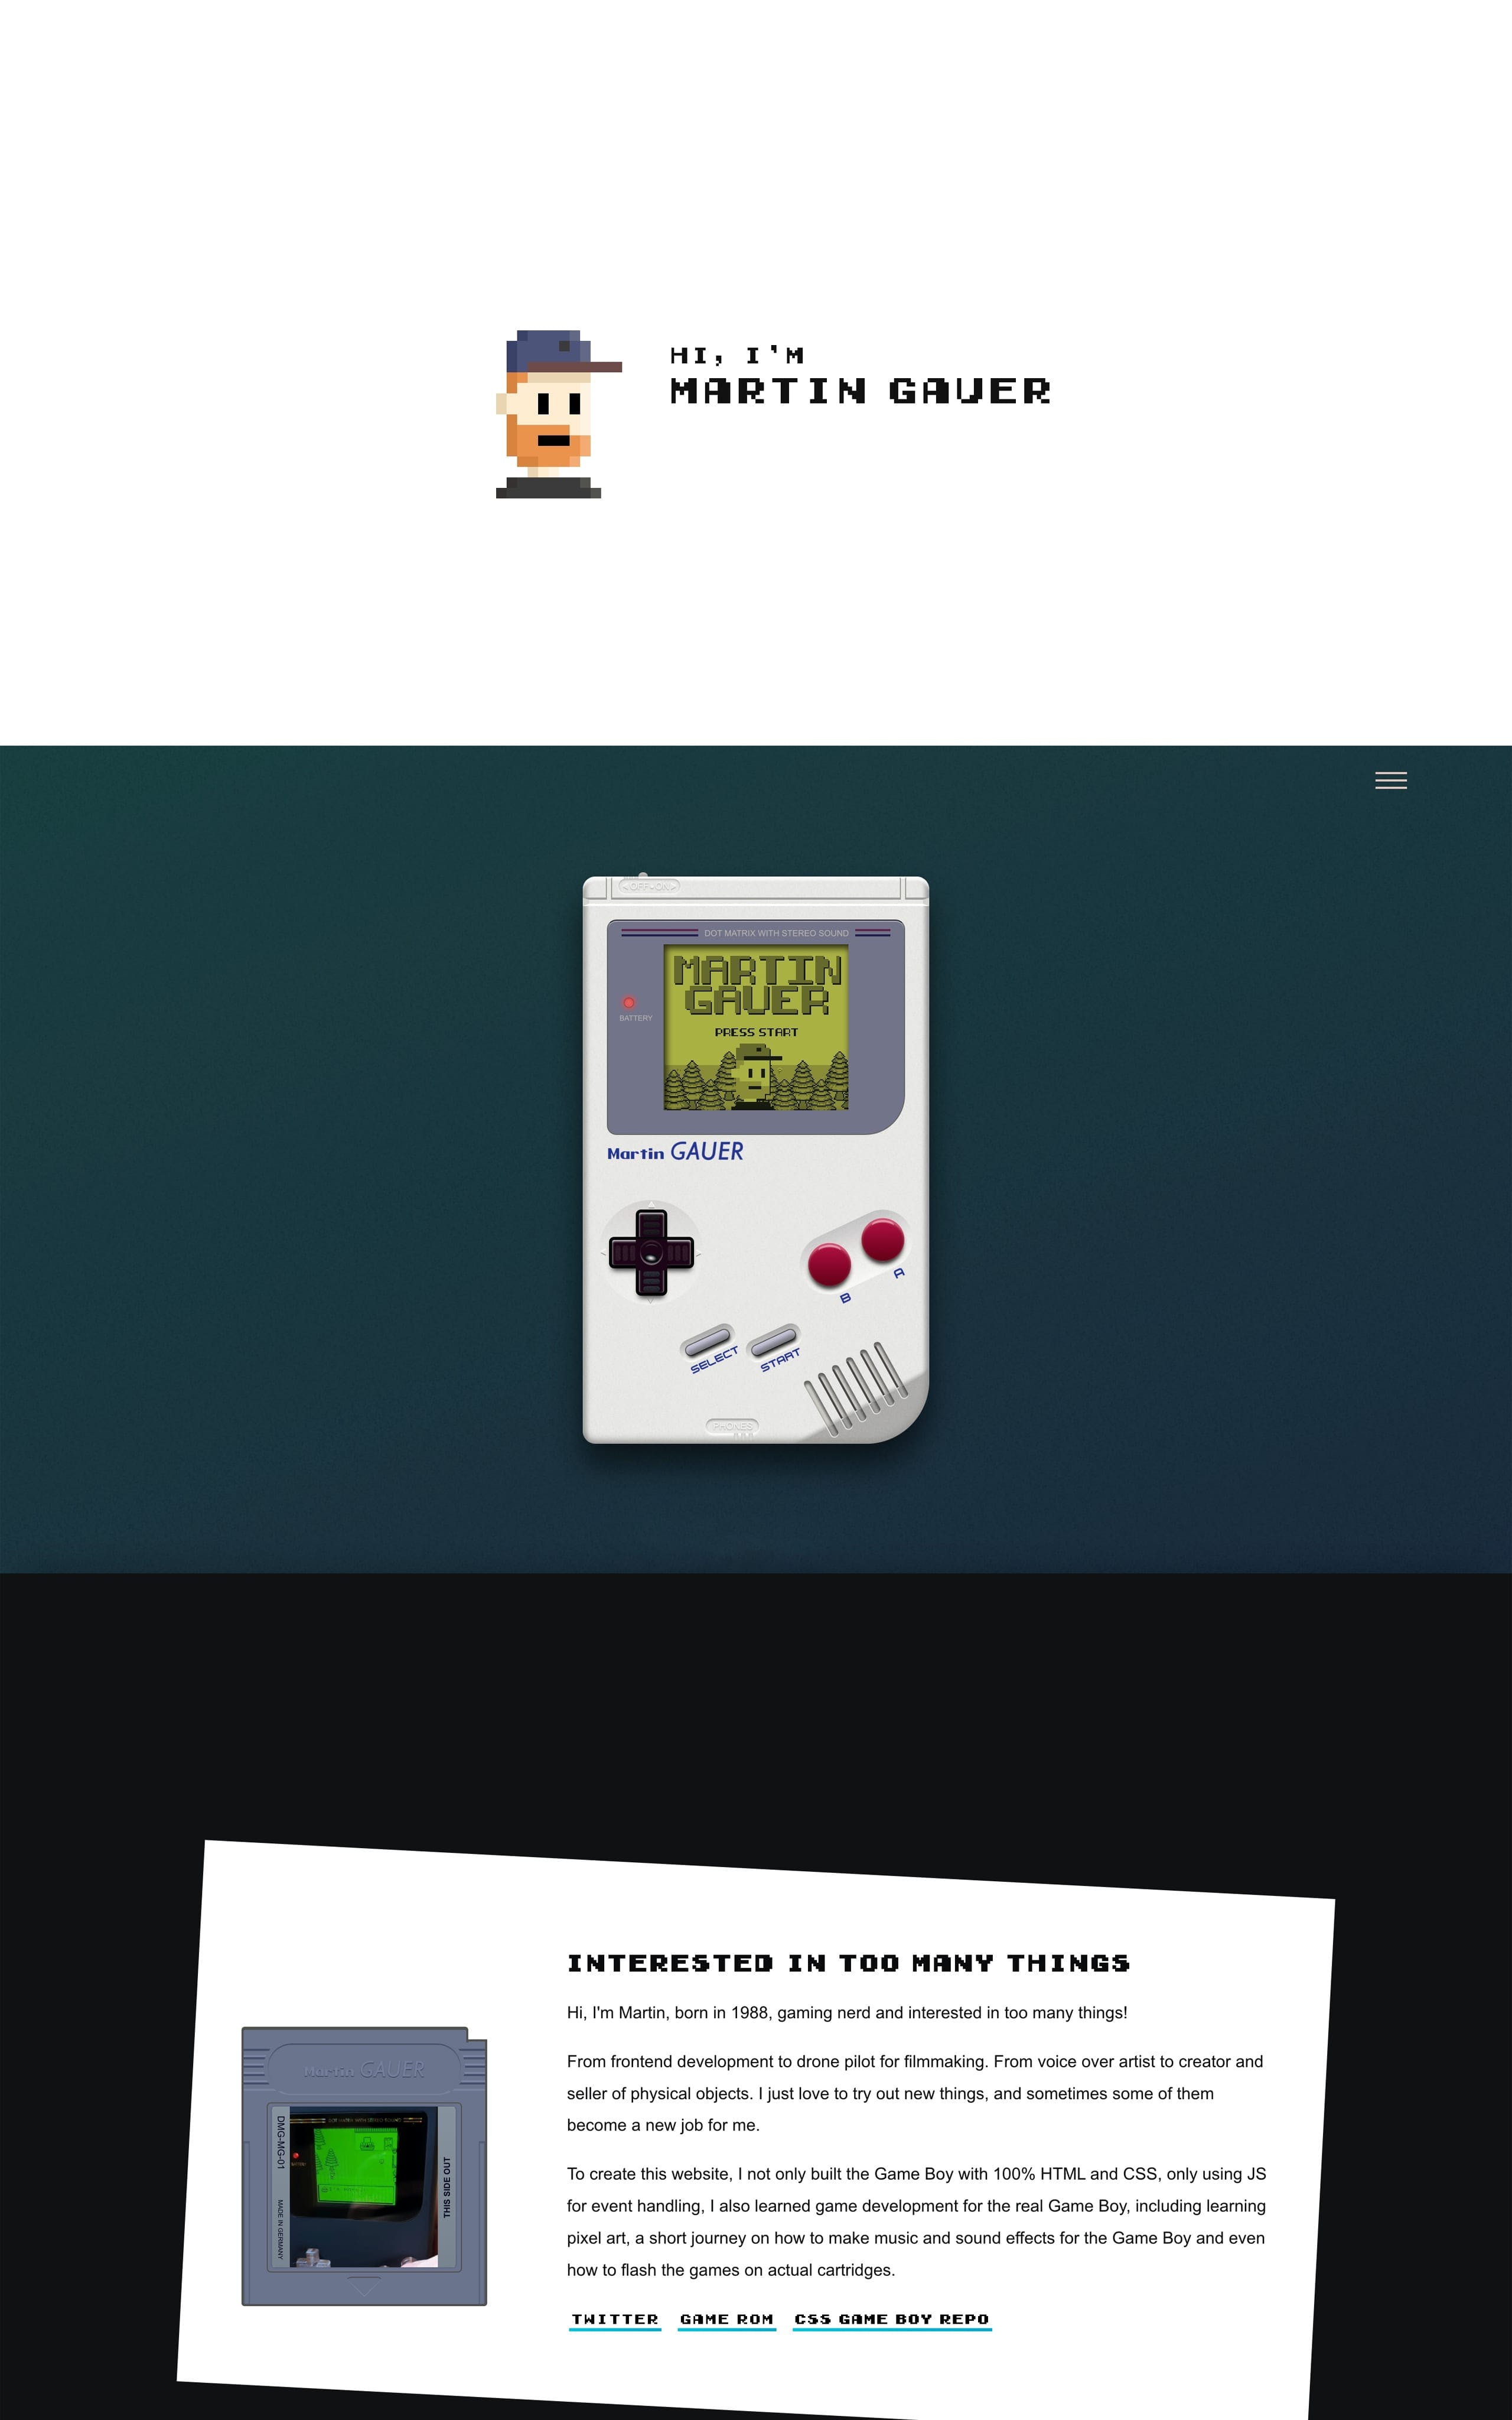 HI, I'M
MARTIN GAUER
OFF•ON
DOT MATRIX WITH STEREO SOUND
MARTIN
GAUER
PRESS START
BATTERY
Martin GAUER
A
B
SELECT
START
PHONES
INTERESTED IN TOO MANY THINGS
Hi, I'm Martin, born in 1988, gaming nerd and interested in too many things!
From frontend development to drone pilot for filmmaking. From voice over artist to creator and
seller of physical objects. I just love to try out new things, and sometimes some of them
become a new job for me.
To create this website, I not only built the Game Boy with 100% HTML and CSS, only using JS
for event handling, I also learned game development for the real Game Boy, including learning
pixel art, a short journey on how to make music and sound effects for the Game Boy and even
how to flash the games on actual cartridges.
TWITTER GAME ROM CSS GAME BOY REPO
Martin GAUER
DMG-MG-01
MADE IN GERMANY
THIS SIDE OUT